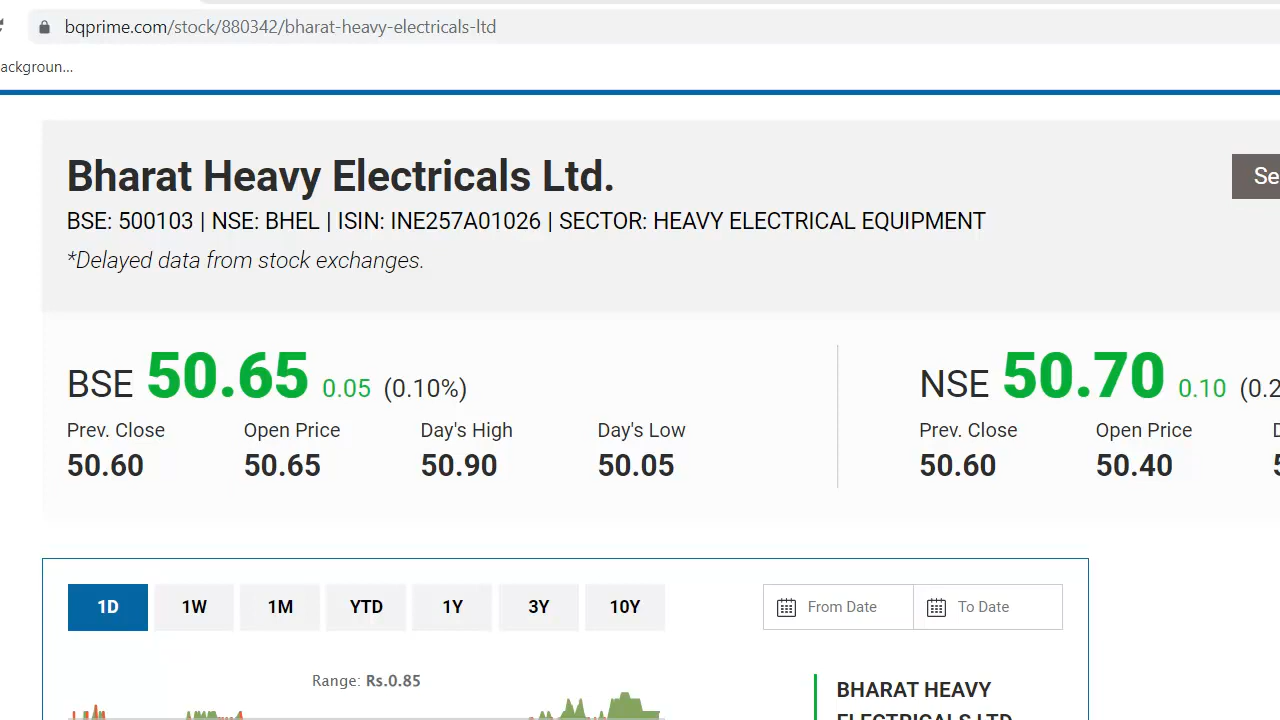 bqprime.com/stock/880342/bharat-heavy-electricals-ltd
ackgroun...
Bharat Heavy Electricals Ltd.
Se
BSE: 500103 | NSE: BHEL | ISIN: INE257A01026 | SECTOR: HEAVY ELECTRICAL EQUIPMENT
*Delayed data from stock exchanges.
BSE 50.65 0.05 (0.10%)
Prev. Close Open Price Day's High Day's Low
50.60 50.65 50.90 50.05
NSE 50.70 0.10 (0.2
Prev. Close Open Price
50.60 50.40
1D 1W 1M YTD 1Y 3Y 10Y
From Date To Date
Range: Rs.0.85
BHARAT HEAVY
ELECTRICALS LTD